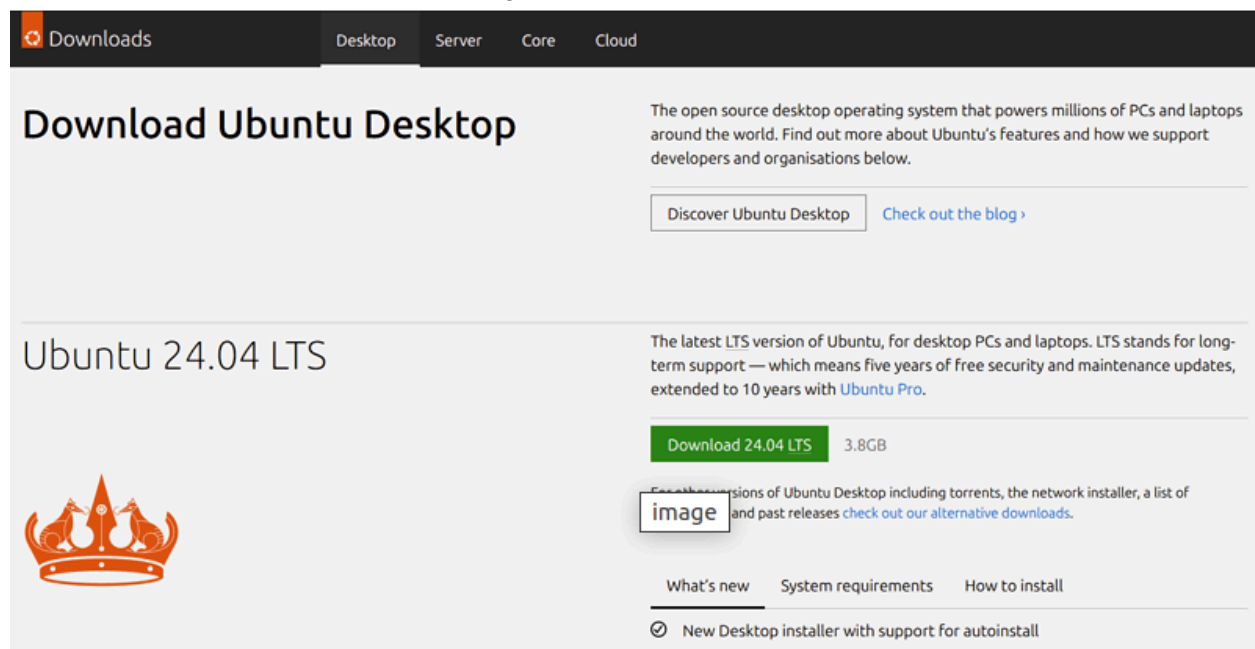 Downloads
Desktop
Server
Core
Cloud
Download Ubuntu Desktop
The open source desktop operating system that powers millions of PCs and laptops
around the world. Find out more about Ubuntu's features and how we support
developers and organisations below.
Discover Ubuntu Desktop
Check out the blog ›
Ubuntu 24.04 LTS
The latest LTS version of Ubuntu, for desktop PCs and laptops. LTS stands for long-
term support — which means five years of free security and maintenance updates,
extended to 10 years with Ubuntu Pro.
Download 24.04 LTS
3.8GB
For other versions of Ubuntu Desktop including torrents, the network installer, a list of
image
and past releases check out our alternative downloads.
What's new
System requirements
How to install
New Desktop installer with support for autoinstall